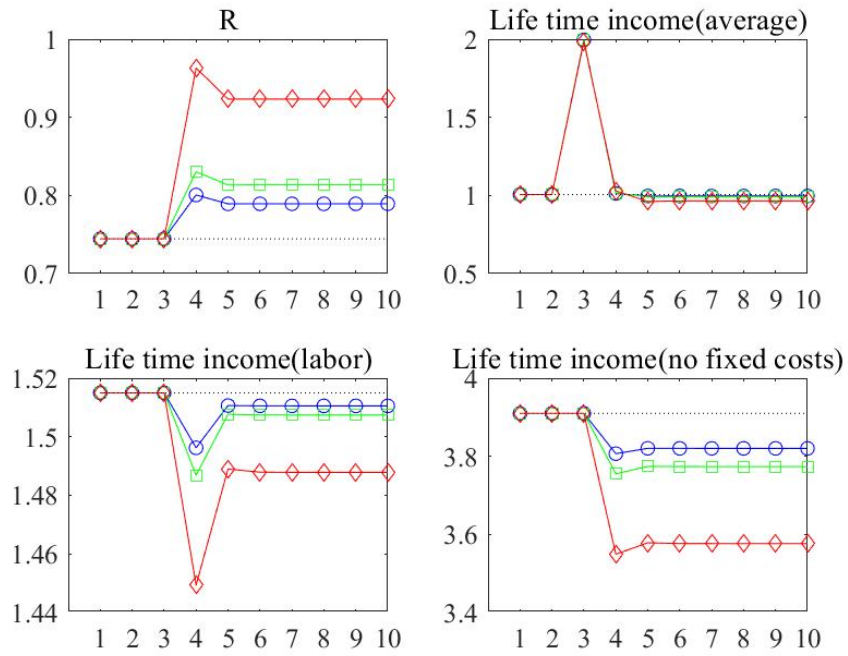 R
1
0.9
0.8
0.7
1 2 3 4 5 6 7 8 9 10
Life time income(average)
2
1.5
1
0.5
1 2 3 4 5 6 7 8 9 10
Life time income(labor)
1.52
1.5
1.48
1.46
1.44
1 2 3 4 5 6 7 8 9 10
Life time income(no fixed costs)
4
3.8
3.6
3.4
1 2 3 4 5 6 7 8 9 10